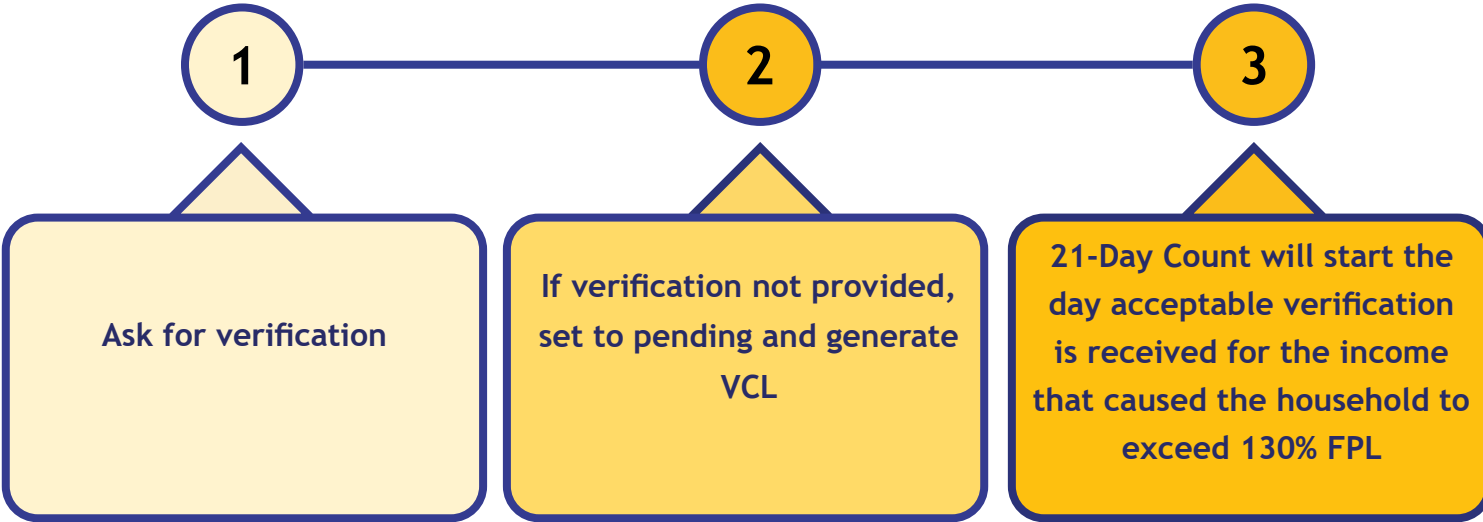 1
2
3
Ask for verification
If verification not provided,
set to pending and generate
VCL
21-Day Count will start the
day acceptable verification
is received for the income
that caused the household to
exceed 130% FPL